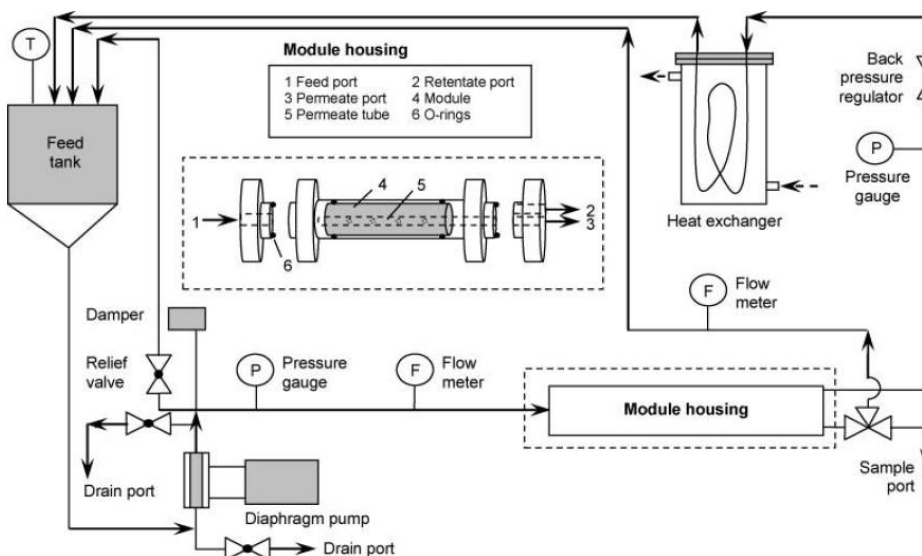 T
Module housing
1 Feed port
2 Retentate port
3 Permeate port
4 Module
5 Permeate tube
6 O-rings
Back
pressure
regulator
Feed
tank
P
Pressure
gauge
4
5
1
2
3
6
Heat exchanger
F
Flow
meter
Damper
Relief
valve
P
Pressure
gauge
F
Flow
meter
Module housing
Sample
port
Drain port
Diaphragm pump
Drain port